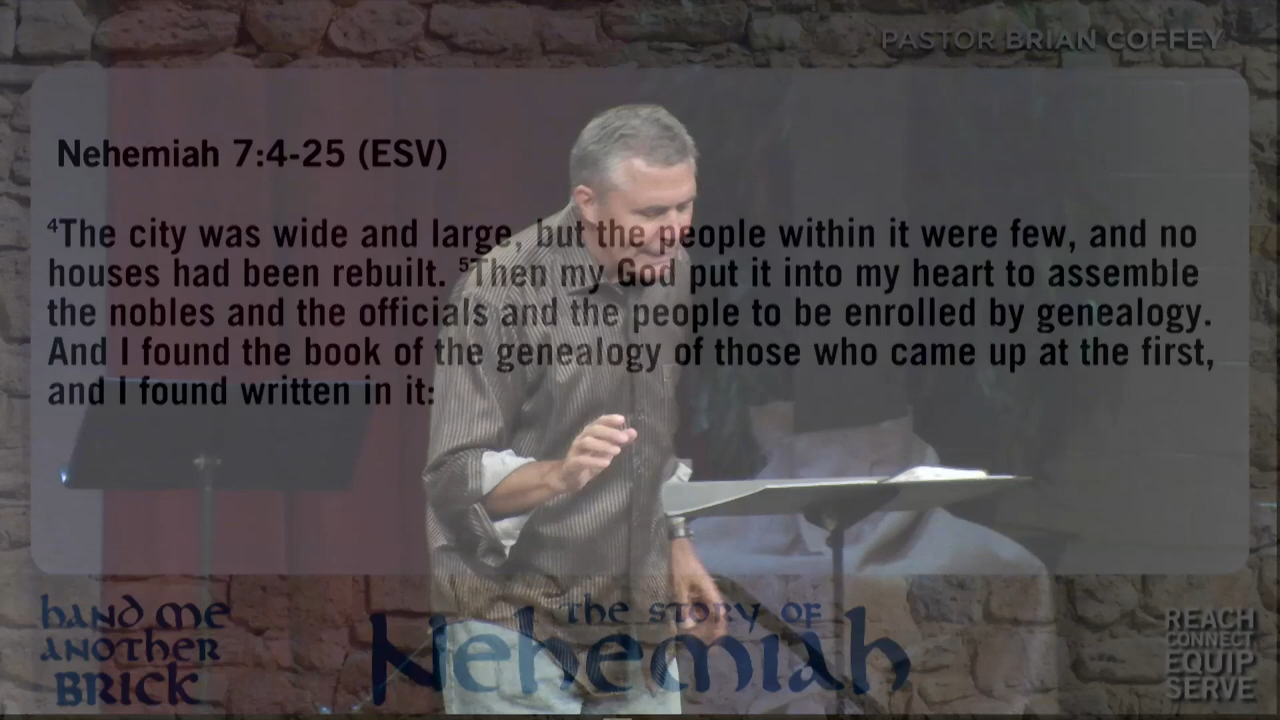 PASTOR BRIAN COFFEY
Nehemiah 7:4-25 (ESV)
⁴The city was wide and large, but the people within it were few, and no
houses had been rebuilt. ⁵Then my God put it into my heart to assemble
the nobles and the officials and the people to be enrolled by genealogy.
And I found the book of the genealogy of those who came up at the first,
and I found written in it:
hand me
another
brick
the story of
Nehemiah
REACH
CONNECT
EQUIP
SERVE